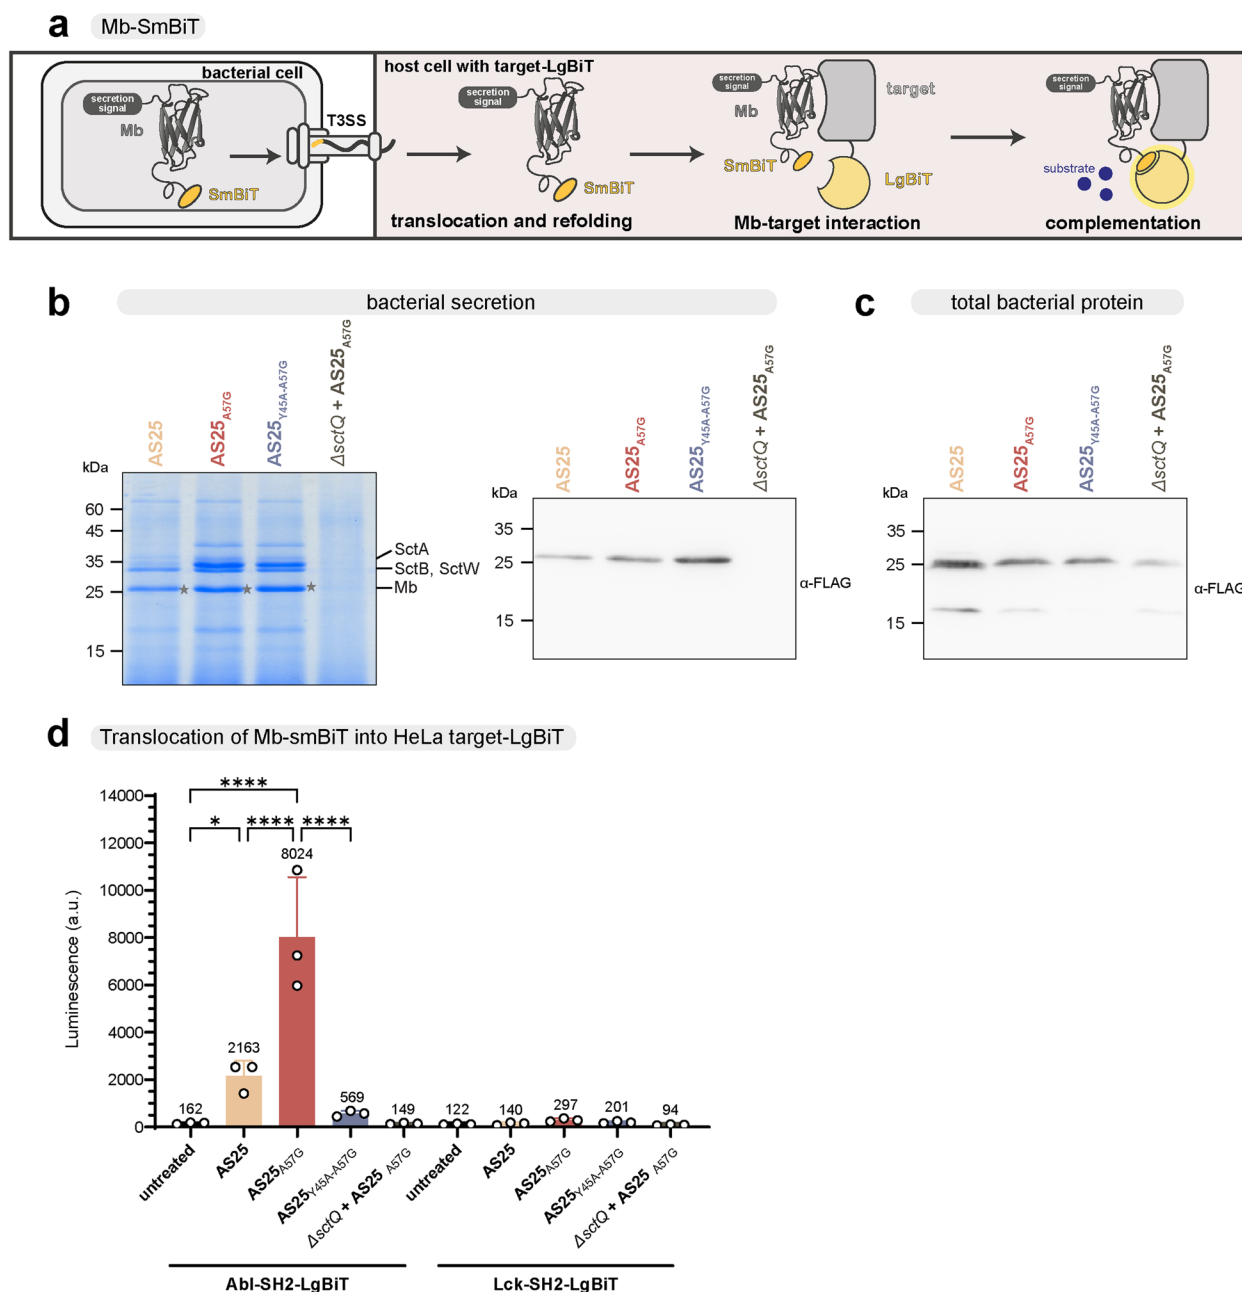 a Mb-SmBiT
bacterial cell
secretion
signal
Mb
SmBiT
T3SS
host cell with target-LgBiT
secretion
signal
SmBiT
translocation and refolding
secretion
signal
Mb
target
SmBiT
LgBiT
Mb-target interaction
secretion
signal
substrate
complementation
b bacterial secretion
AS25
AS25A57G
AS25Y45A-A57G
ΔsctQ + AS25A57G
kDa
60
45
35
25
15
SctA
SctB, SctW
Mb
★ ★ ★
AS25
AS25A57G
AS25Y45A-A57G
ΔsctQ + AS25A57G
kDa
35
25
15
α-FLAG
c total bacterial protein
AS25
AS25A57G
AS25Y45A-A57G
ΔsctQ + AS25A57G
kDa
35
25
15
α-FLAG
d Translocation of Mb-smBiT into HeLa target-LgBiT
Luminescence (a.u.)
14000
12000
10000
8000
6000
4000
2000
0
****
* **** ****
162
2163
8024
569
149
122
140
297
201
94
untreated
AS25
AS25A57G
AS25Y45A-A57G
ΔsctQ + AS25 A57G
untreated
AS25
AS25A57G
AS25Y45A-A57G
ΔsctQ + AS25 A57G
Abl-SH2-LgBiT
Lck-SH2-LgBiT